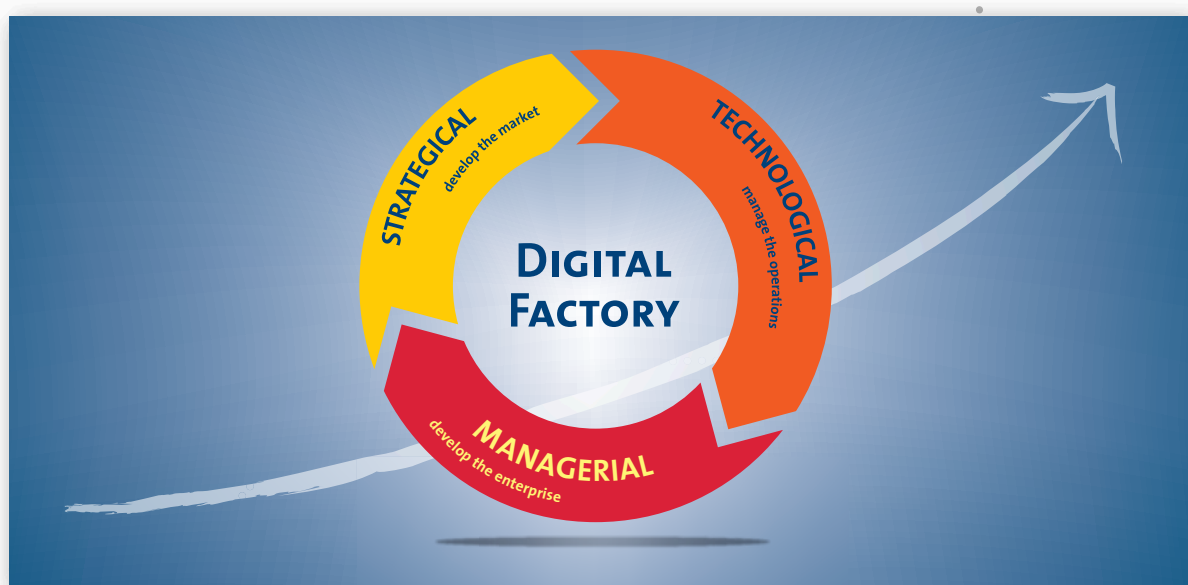 STRATEGICAL
develop the market
TECHNOLOGICAL
manage the operations
DIGITAL
FACTORY
MANAGERIAL
develop the enterprise